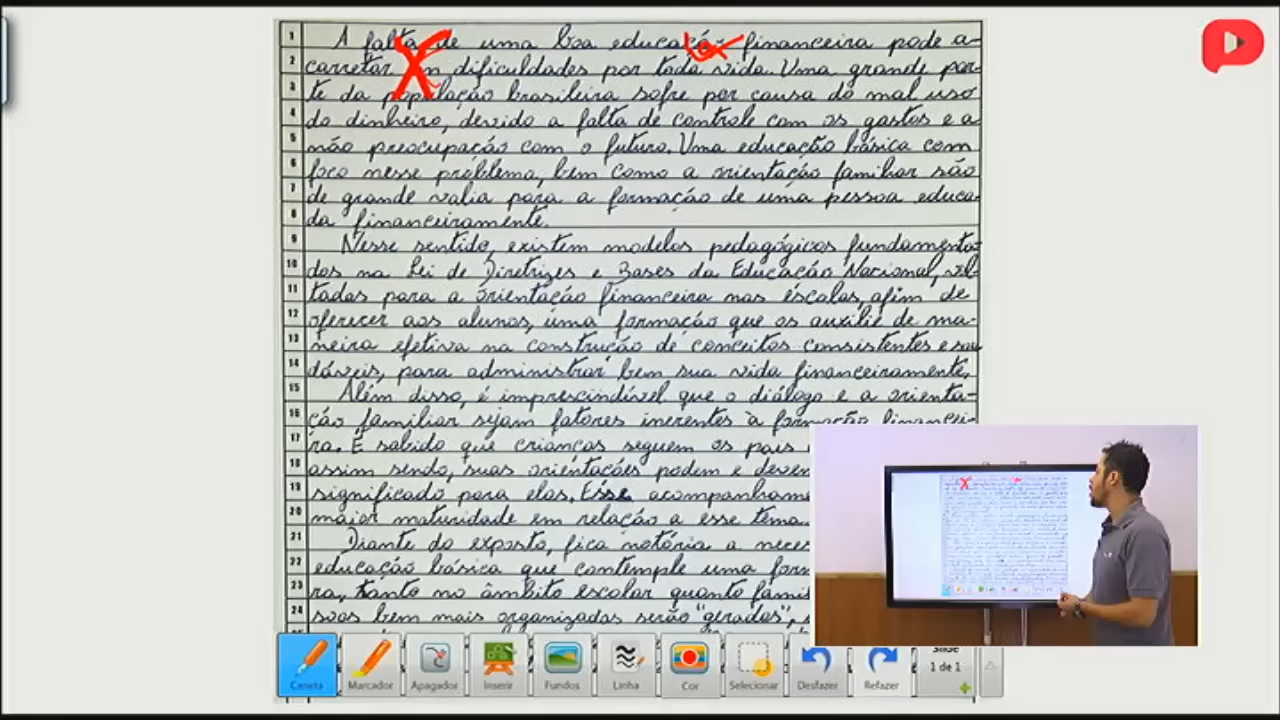 1 A falta de uma boa educação financeira pode a-
2 carretar em dificuldades por toda vida. Uma grande par-
3 te da população brasileira sofre por causa do mal uso
4 do dinheiro, devido a falta de controle com os gastos e a
5 não preocupação com o futuro. Uma educação básica com
6 foco nesse problema, bem como a orientação familiar são
7 de grande valia para a formação de uma pessoa educa-
8 da financeiramente.
9 Nesse sentido, existem modelos pedagógicos fundamenta-
10 dos na Lei de Diretrizes e Bases da Educação Nacional, vol-
11 tados para a orientação financeira nas escolas, afim de
12 oferecer aos alunos, uma formação que os auxilie de ma-
13 neira efetiva na construção de conceitos consistentes e sau
14 dáveis, para administrar bem sua vida financeiramente.
15 Além disso, é imprescindível que o diálogo e a orienta-
16 ção familiar sejam fatores inerentes à formação financei-
17 ra. É sabido que crianças seguem os pais
18 assim sendo, suas orientações podem e devem
19 significado para elas. Esse acompanhame
20 maior maturidade em relação a esse tema.
21 Diante do exposto, fica notória a neces
22 educação básica que contemple uma form
23 ra, tanto no âmbito escolar quanto fami
24 soas bem mais organizadas serão "geradas",
Caneta Marcador Apagador Inserir Fundos Linha Cor Selecionar Desfazer Refazer Slide
1 de 1